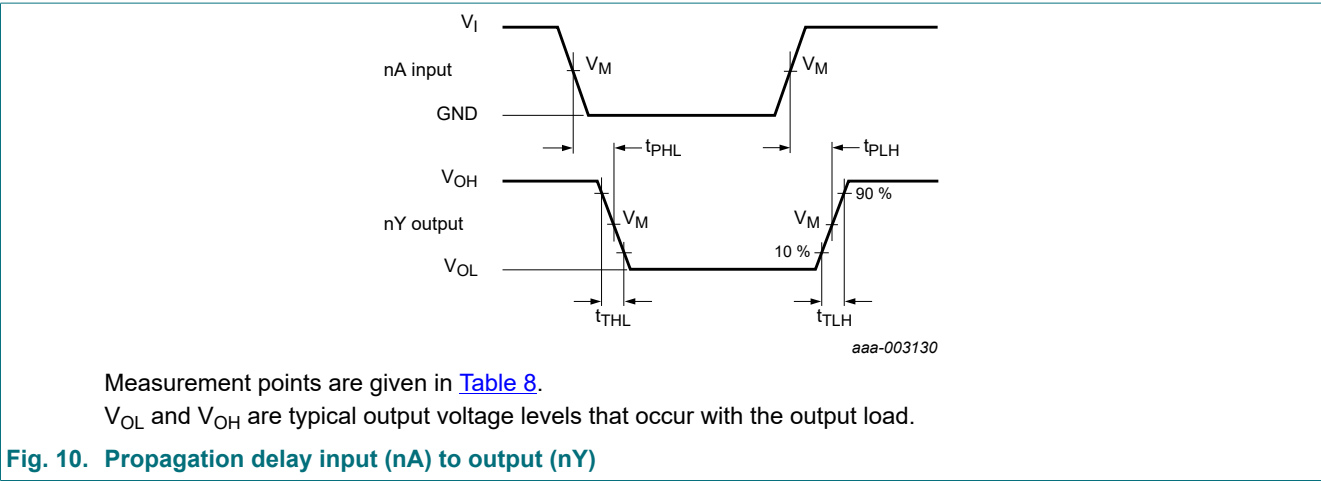 V_I
nA input
V_M
V_M
GND
t_PHL
t_PLH
V_OH
90 %
nY output
V_M
V_M
10 %
V_OL
t_THL
t_TLH
aaa-003130
Measurement points are given in Table 8.
V_OL and V_OH are typical output voltage levels that occur with the output load.
Fig. 10. Propagation delay input (nA) to output (nY)